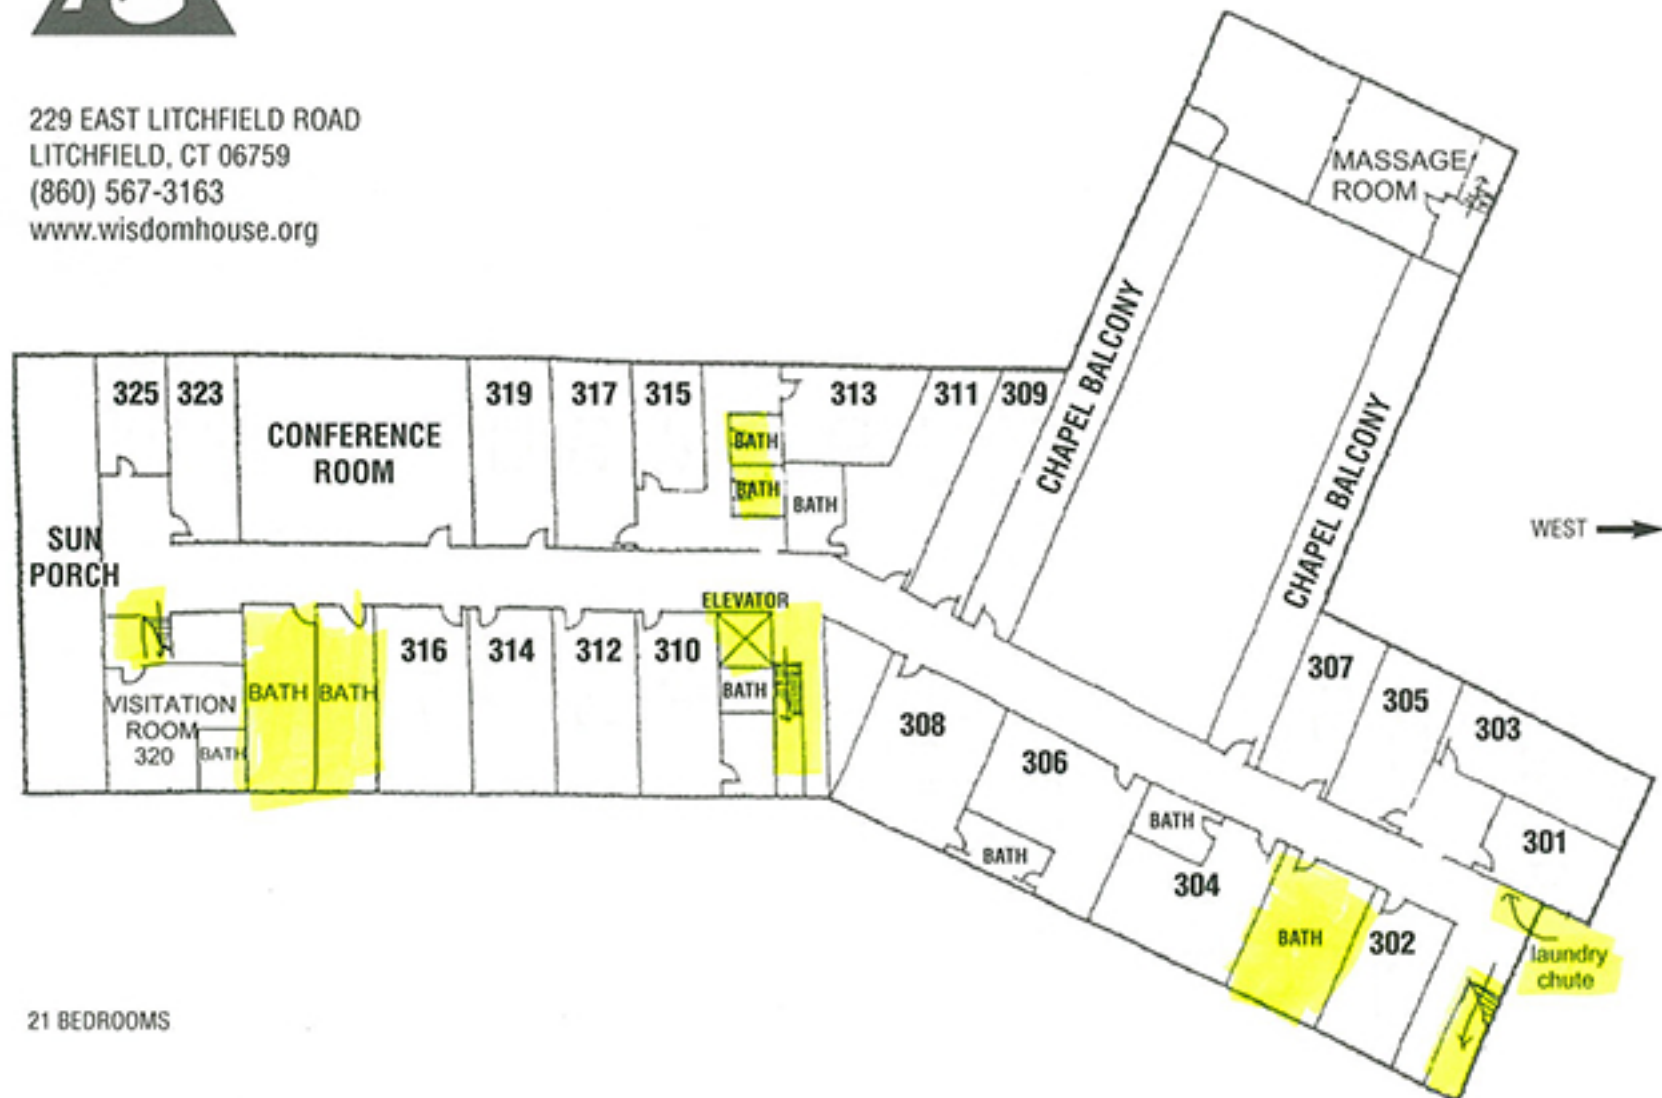 229 EAST LITCHFIELD ROAD
LITCHFIELD, CT 06759
(860) 567-3163
www.wisdomhouse.org
MASSAGE
ROOM
CHAPEL BALCONY
CHAPEL BALCONY
WEST
325
323
CONFERENCE
ROOM
319
317
315
313
311
309
BATH
BATH
BATH
SUN
PORCH
ELEVATOR
316
314
312
310
BATH
BATH
BATH
VISITATION
ROOM
320
BATH
308
306
BATH
BATH
304
BATH
302
307
305
303
301
laundry
chute
21 BEDROOMS